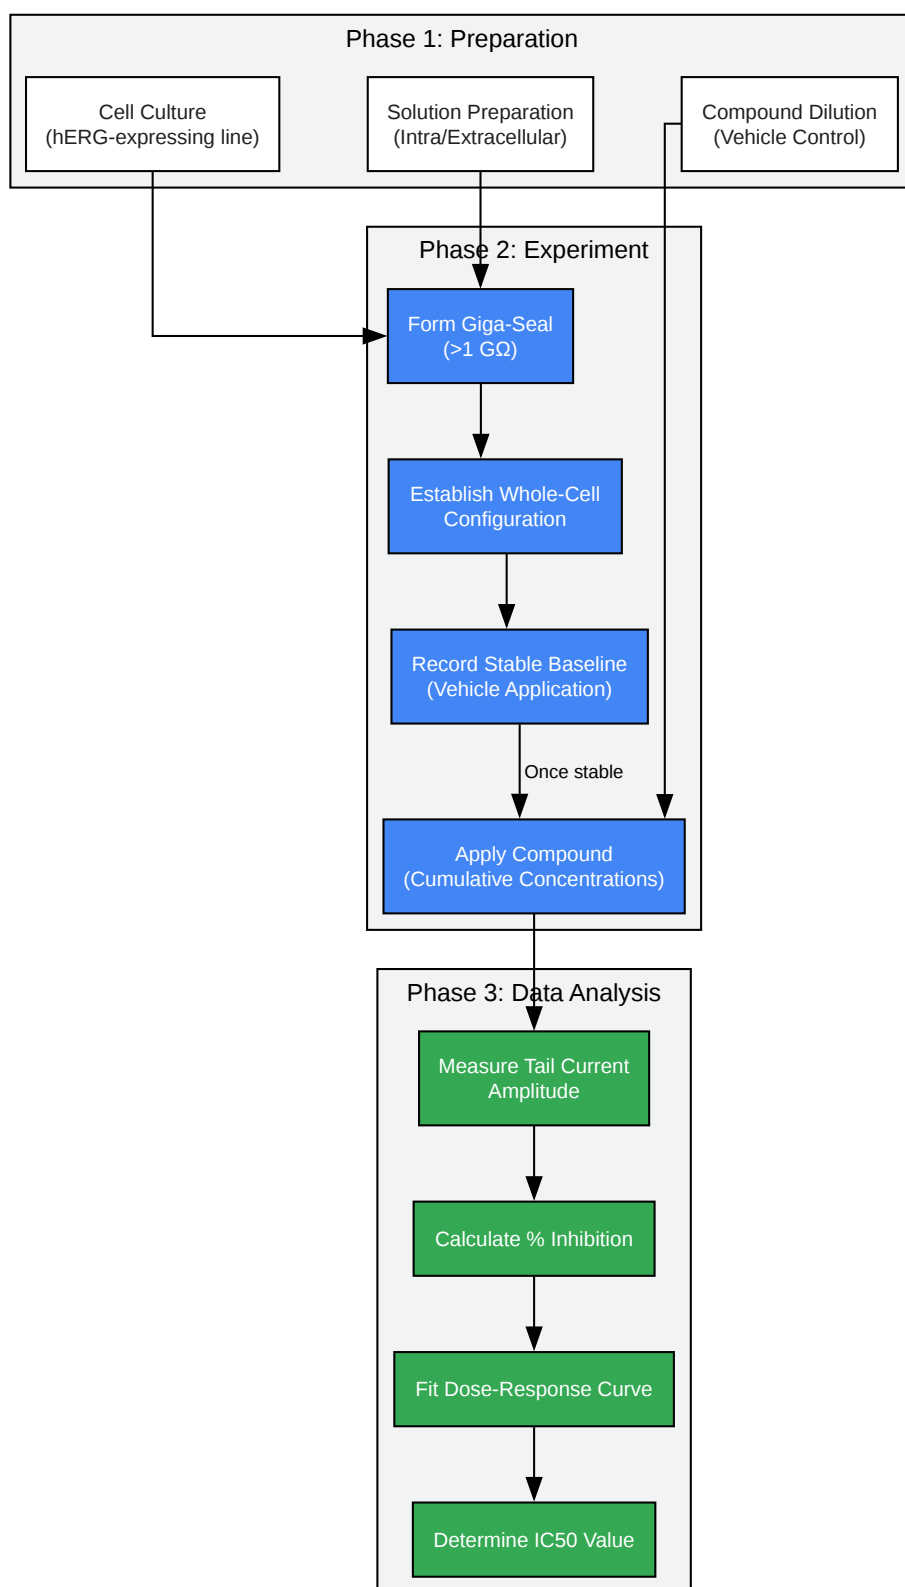 Phase 1: Preparation
Cell Culture
(hERG-expressing line)
Solution Preparation
(Intra/Extracellular)
Compound Dilution
(Vehicle Control)
Phase 2: Experiment
Form Giga-Seal
(>1 GΩ)
Establish Whole-Cell
Configuration
Record Stable Baseline
(Vehicle Application)
Once stable
Apply Compound
(Cumulative Concentrations)
Phase 3: Data Analysis
Measure Tail Current
Amplitude
Calculate % Inhibition
Fit Dose-Response Curve
Determine IC50 Value